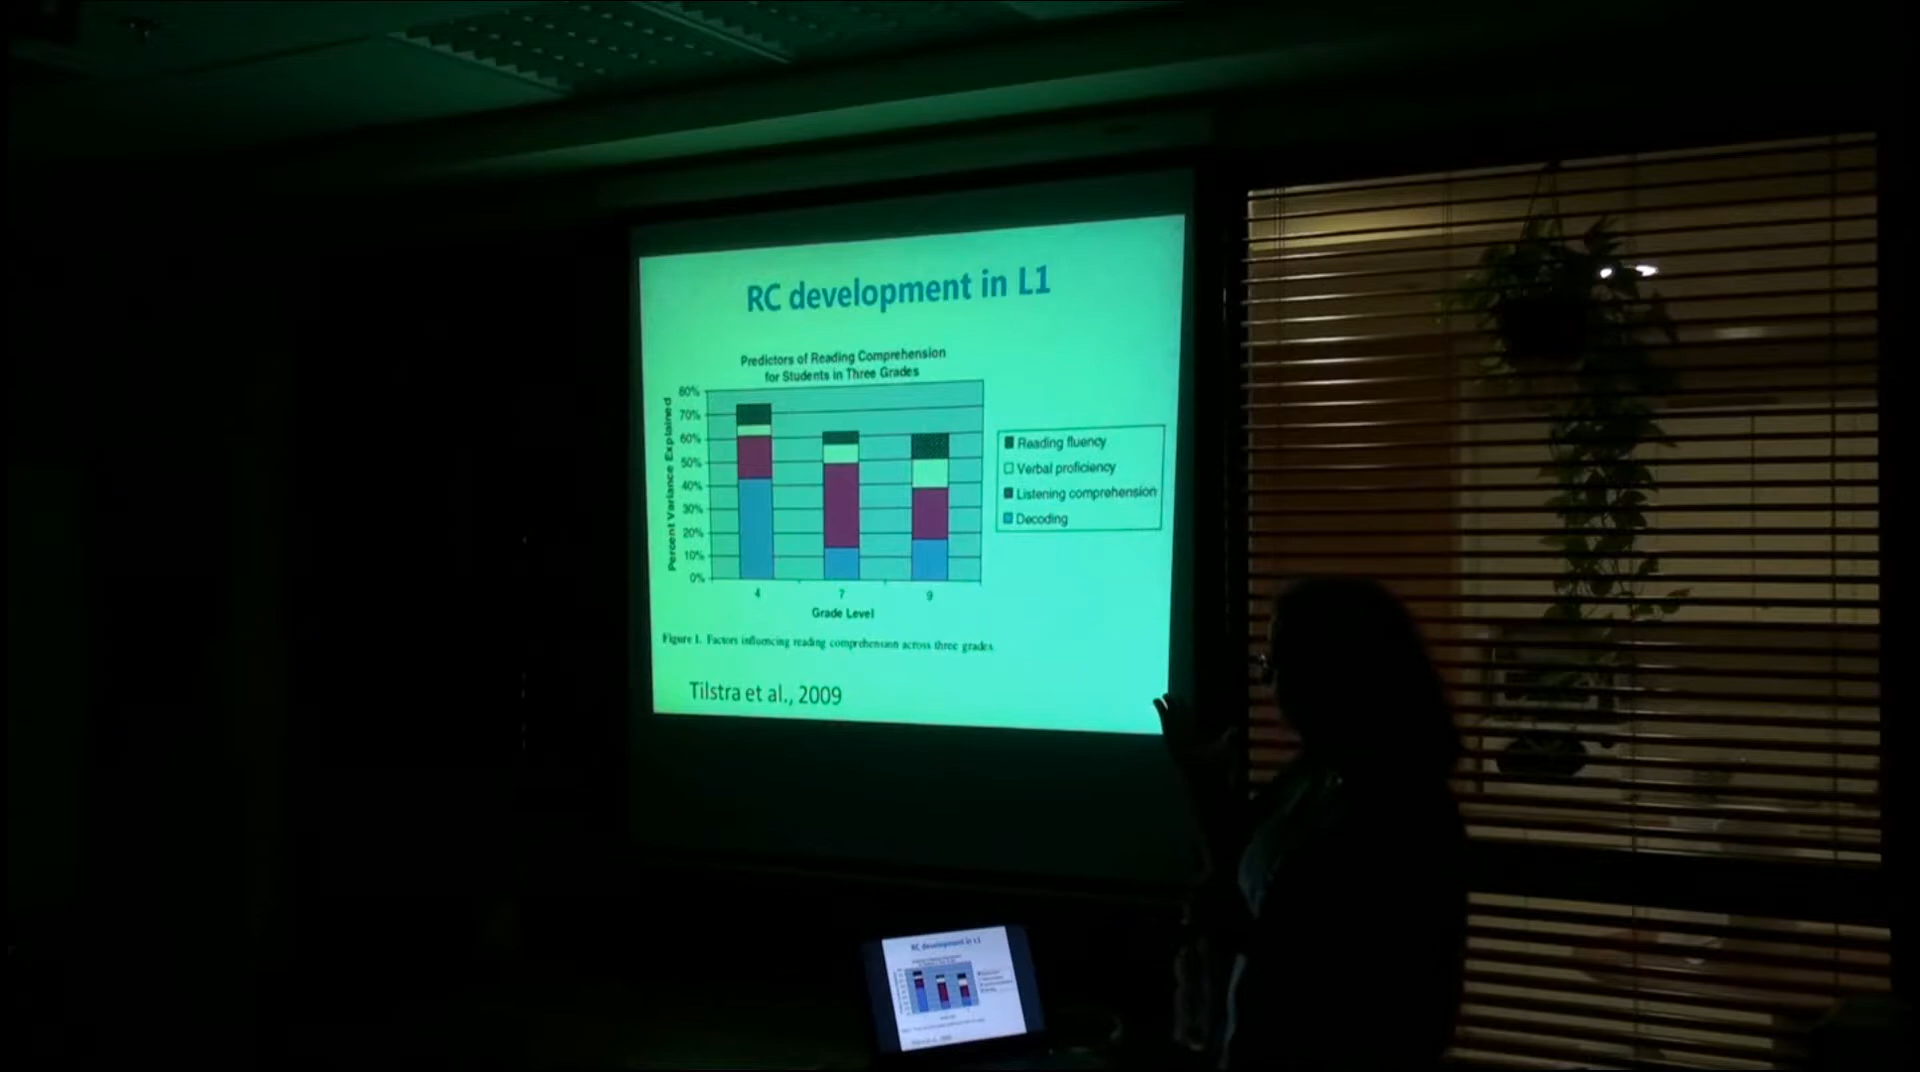 RC development in L1
Predictors of Reading Comprehension
for Students in Three Grades
Percent Variance Explained
80%
70%
60%
50%
40%
30%
20%
10%
0%
4 7 9
Grade Level
Reading fluency
Verbal proficiency
Listening comprehension
Decoding
Figure 1. Factors influencing reading comprehension across three grades.
Tilstra et al., 2009
RC development in L1